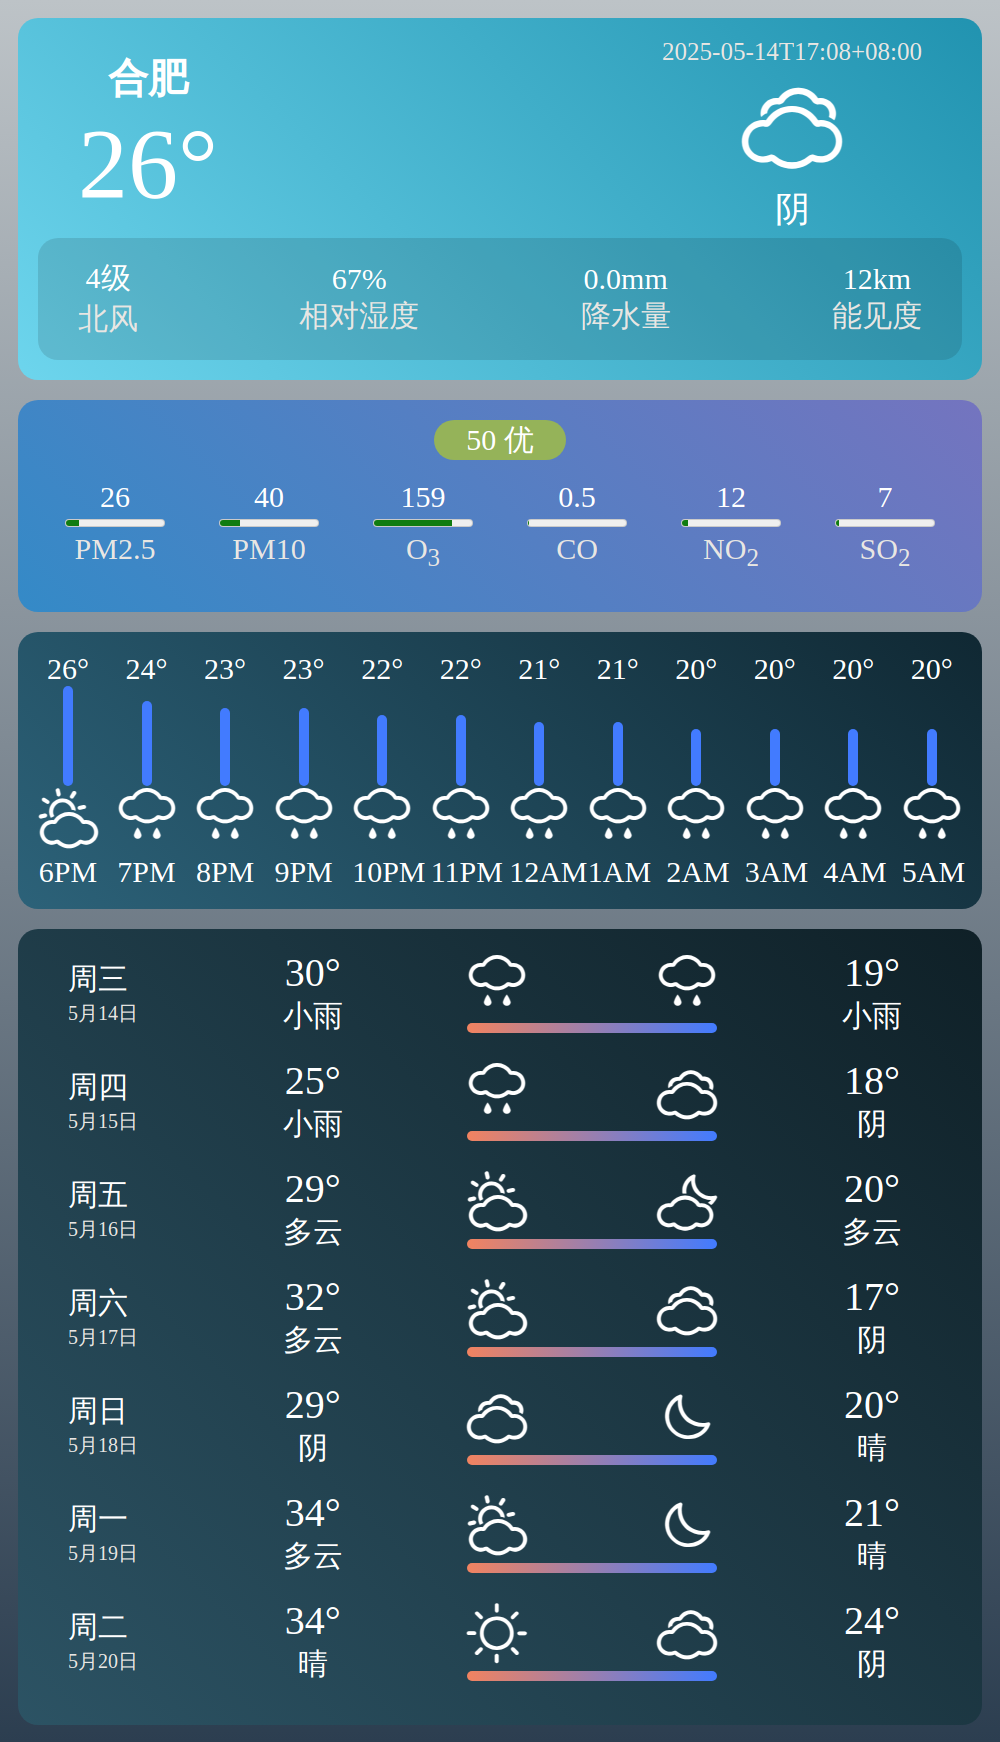 合肥
26°
2025-05-14T17:08+08:00
阴
4级 67% 0.0mm 12km
北风 相对湿度 降水量 能见度
50 优
26 40 159 0.5 12 7
PM2.5 PM10 O3 CO NO2 SO2
26° 24° 23° 23° 22° 22° 21° 21° 20° 20° 20° 20°
6PM 7PM 8PM 9PM 10PM 11PM 12AM 1AM 2AM 3AM 4AM 5AM
周三 30° 19°
5月14日 小雨 小雨
周四 25° 18°
5月15日 小雨 阴
周五 29° 20°
5月16日 多云 多云
周六 32° 17°
5月17日 多云 阴
周日 29° 20°
5月18日 阴 晴
周一 34° 21°
5月19日 多云 晴
周二 34° 24°
5月20日 晴 阴